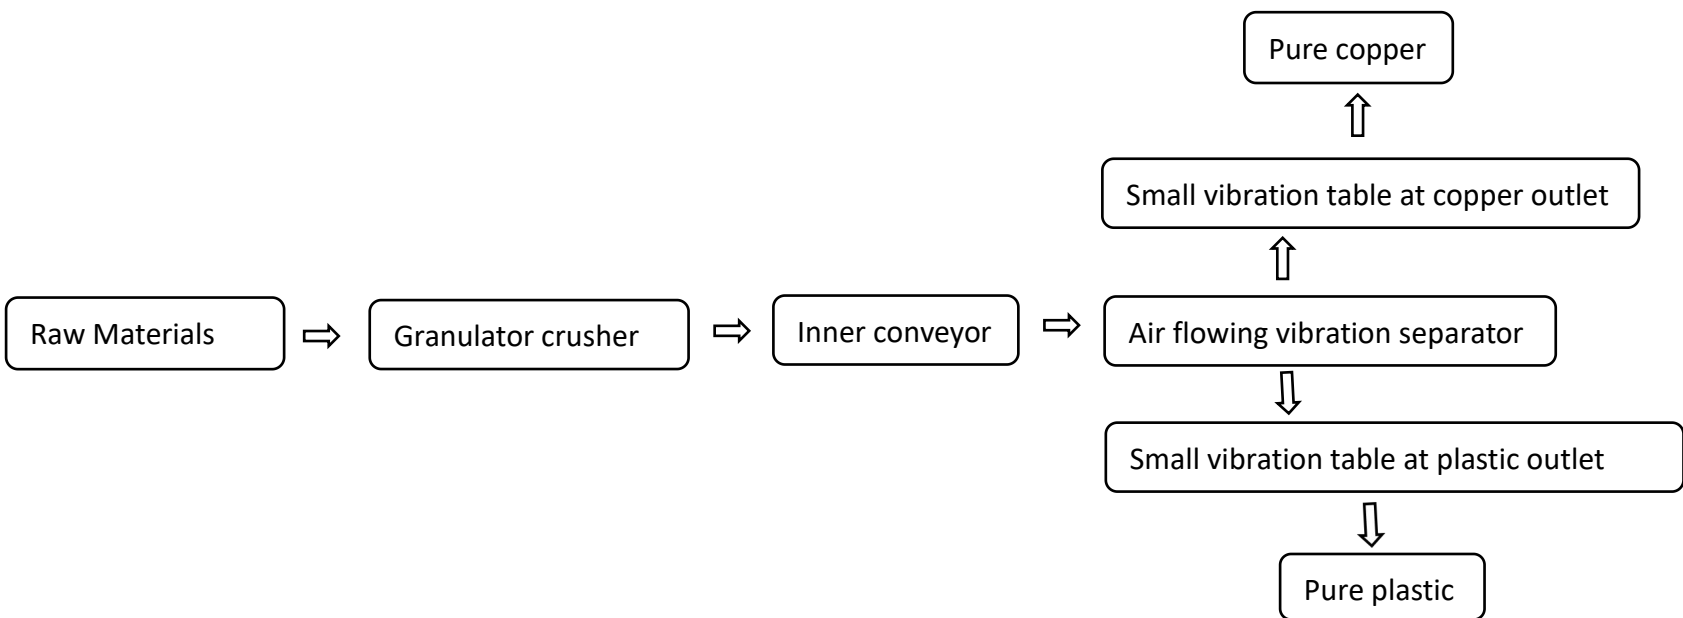 Pure copper
Small vibration table at copper outlet
Raw Materials
Granulator crusher
Inner conveyor
Air flowing vibration separator
Small vibration table at plastic outlet
Pure plastic